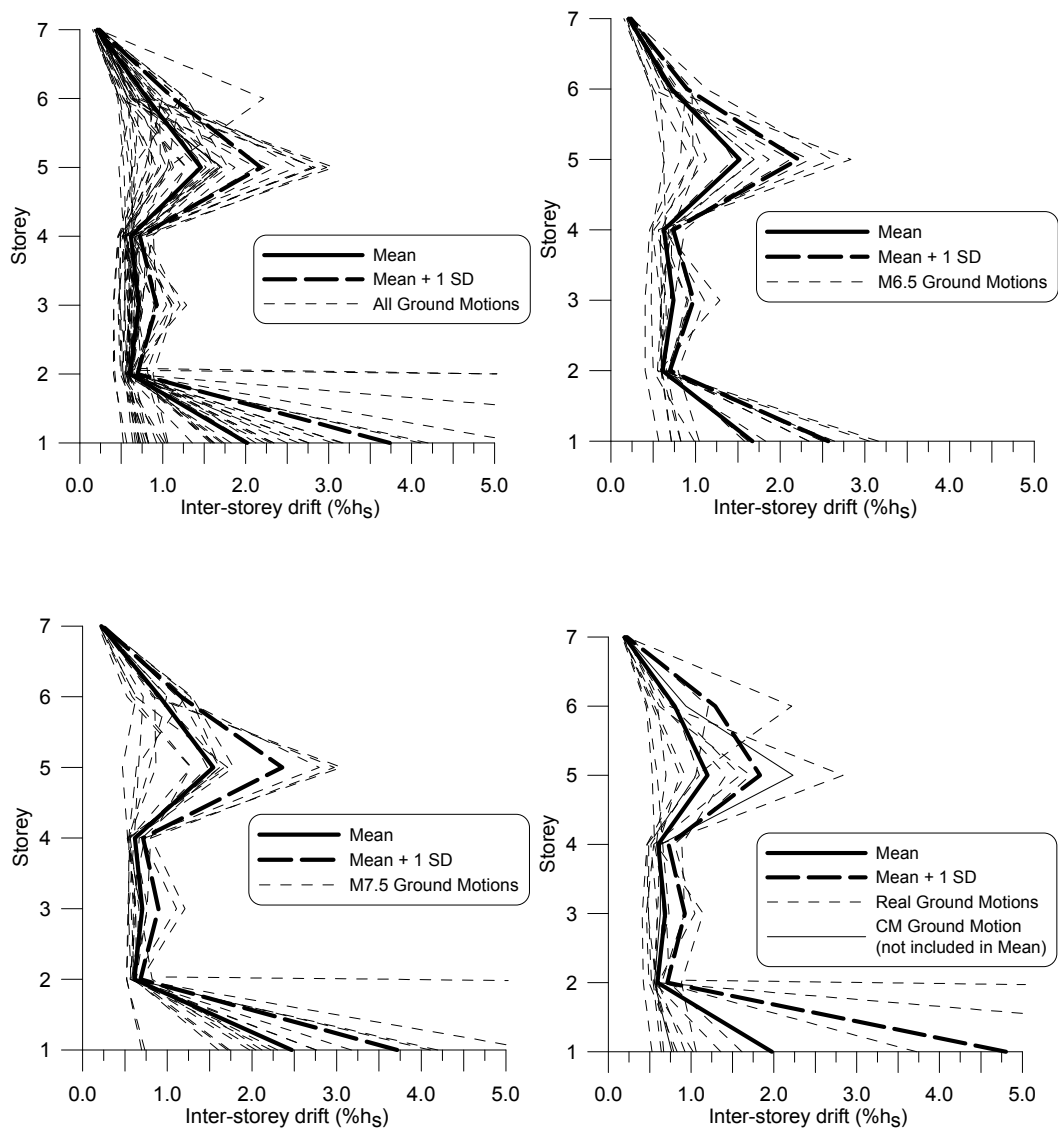 7
6
5
4
3
2
1
Storey
Mean
Mean + 1 SD
All Ground Motions
0.0 1.0 2.0 3.0 4.0 5.0
Inter-storey drift (%hs)
7
6
5
4
3
2
1
Storey
Mean
Mean + 1 SD
M6.5 Ground Motions
0.0 1.0 2.0 3.0 4.0 5.0
Inter-storey drift (%hs)
7
6
5
4
3
2
1
Storey
Mean
Mean + 1 SD
M7.5 Ground Motions
0.0 1.0 2.0 3.0 4.0 5.0
Inter-storey drift (%hs)
7
6
5
4
3
2
1
Storey
Mean
Mean + 1 SD
Real Ground Motions
CM Ground Motion
(not included in Mean)
0.0 1.0 2.0 3.0 4.0 5.0
Inter-storey drift (%hs)